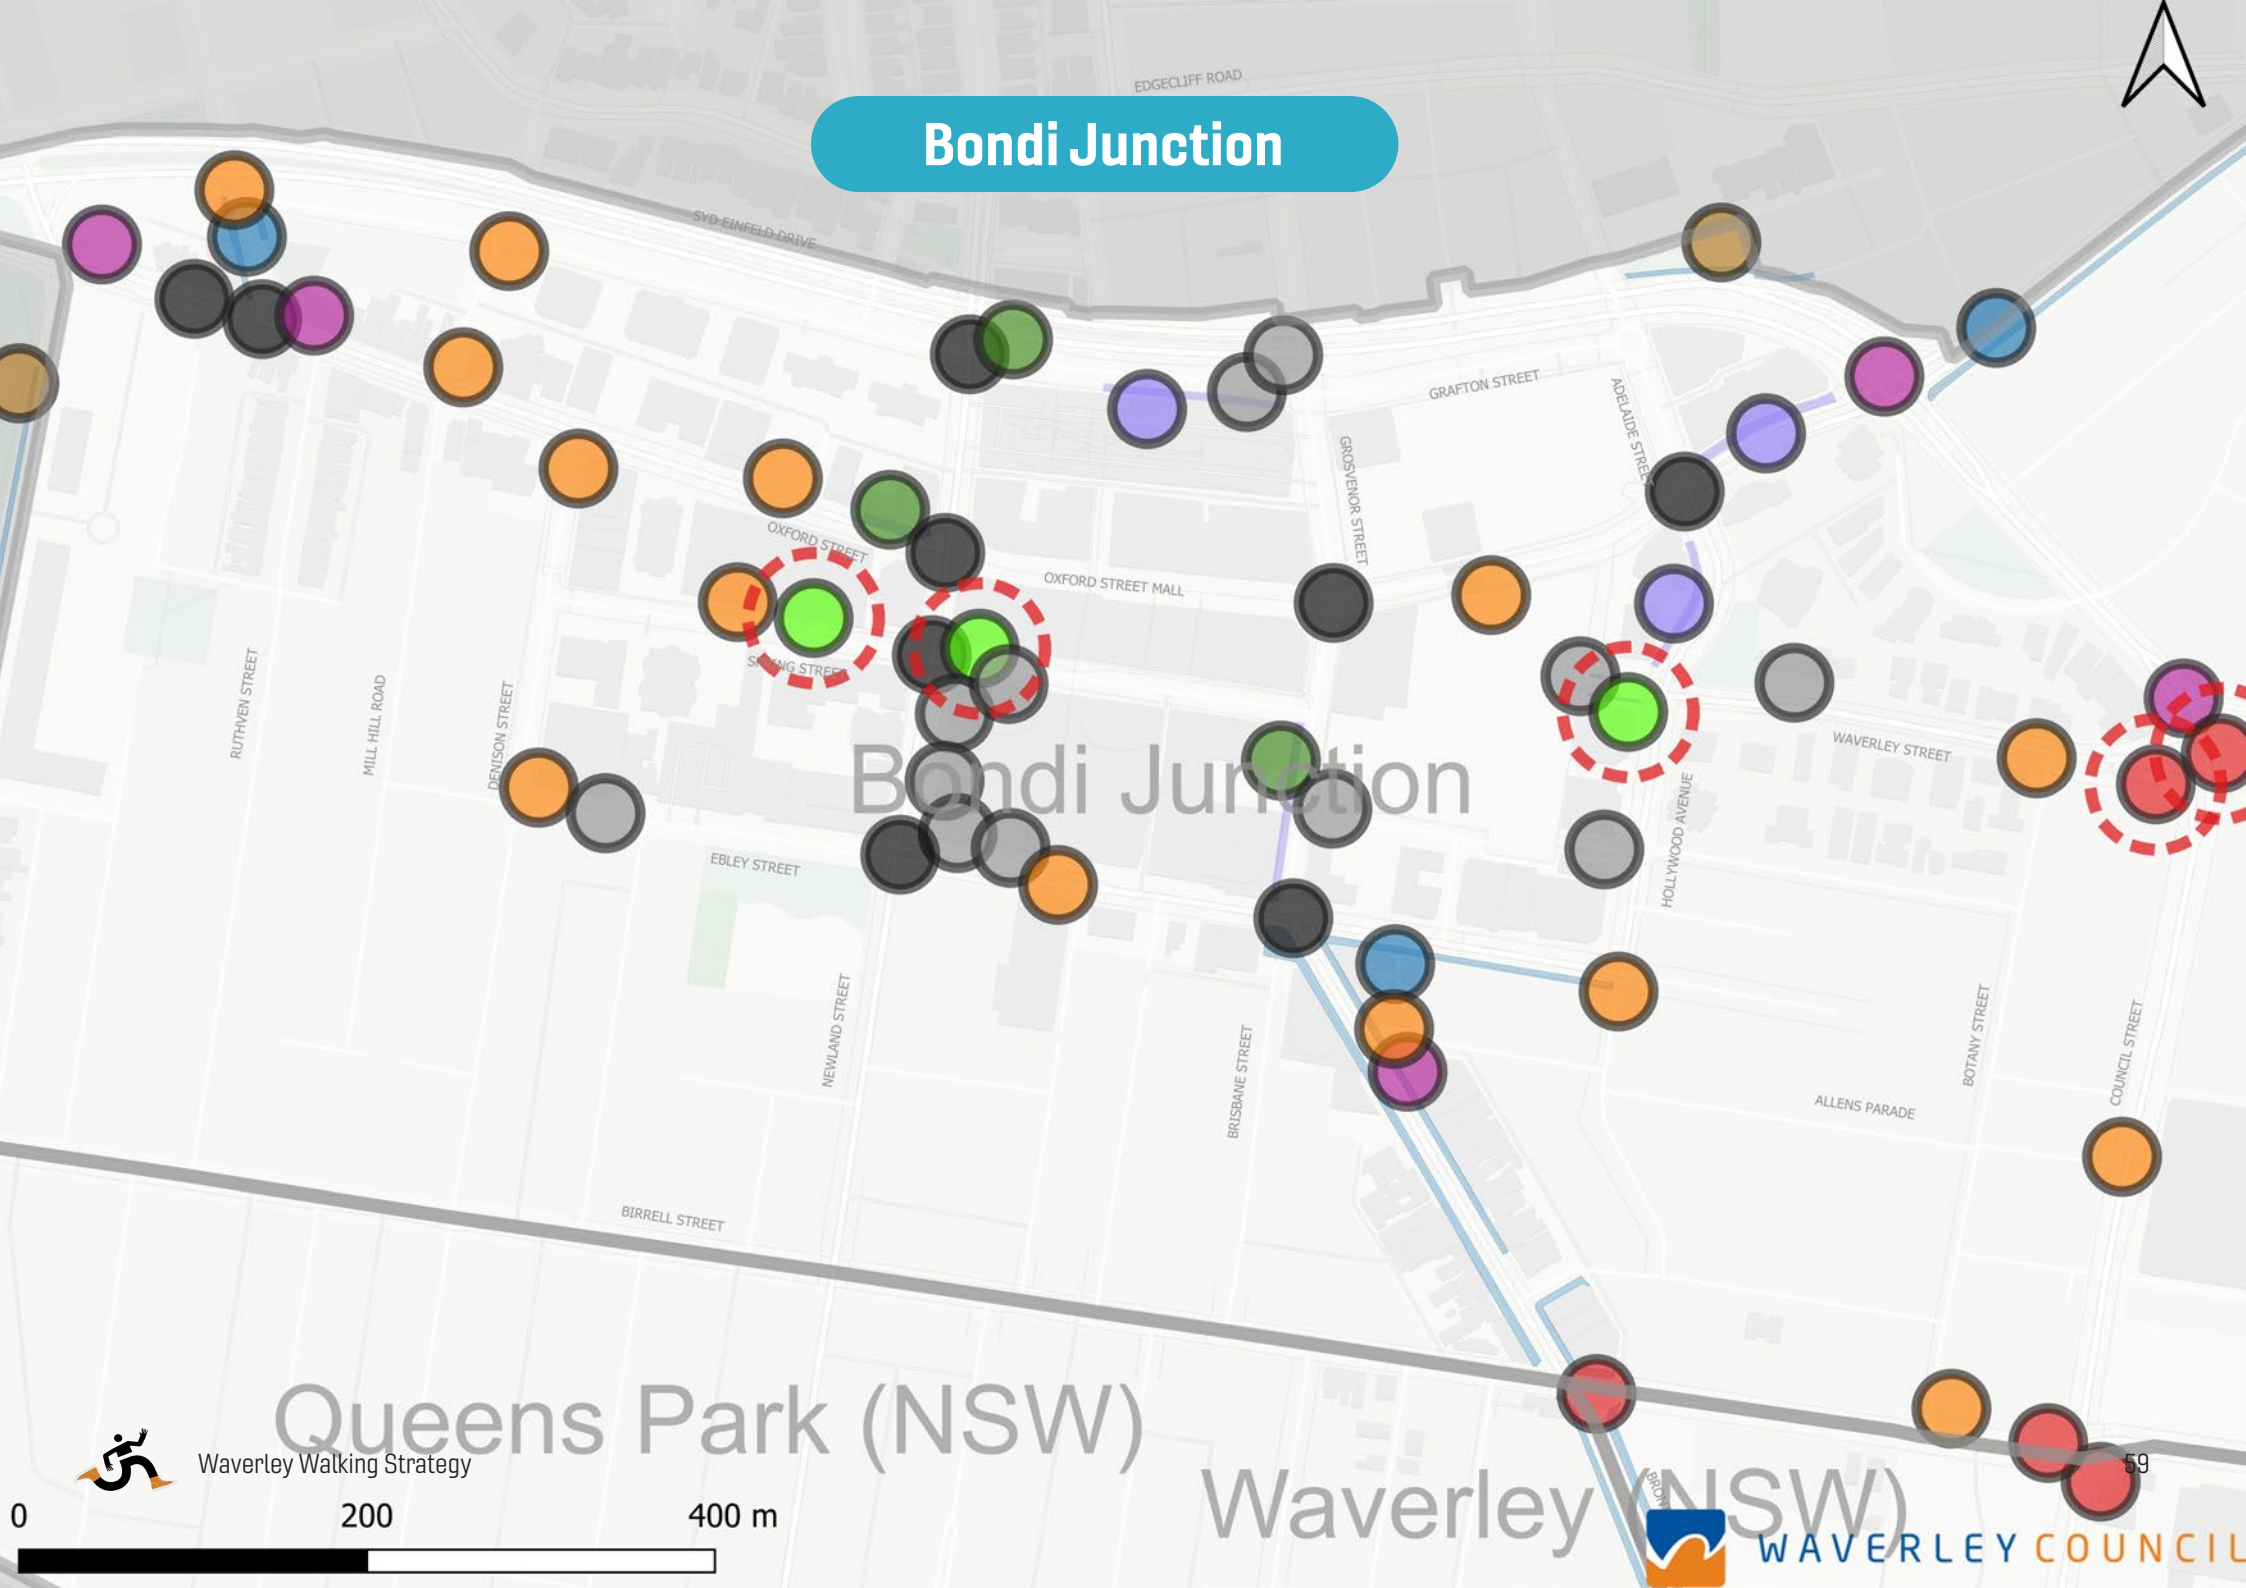 EDGECLIFF ROAD
Bondi Junction
SYD EINFELD DRIVE
GRAFTON STREET
ADELAIDE STREET
GROSVENOR STREET
OXFORD STREET
OXFORD STREET MALL
SPRING STREET
RUTHVEN STREET
MILL HILL ROAD
DENISON STREET
Bondi Junction
WAVERLEY STREET
HOLLYWOOD AVENUE
EBLEY STREET
NEWLAND STREET
BRISBANE STREET
BOTANY STREET
COUNCIL STREET
ALLENS PARADE
BIRRELL STREET
Queens Park (NSW)
Waverley Walking Strategy
59
Waverley (NSW)
BRON
0 200 400 m
WAVERLEY COUNCIL